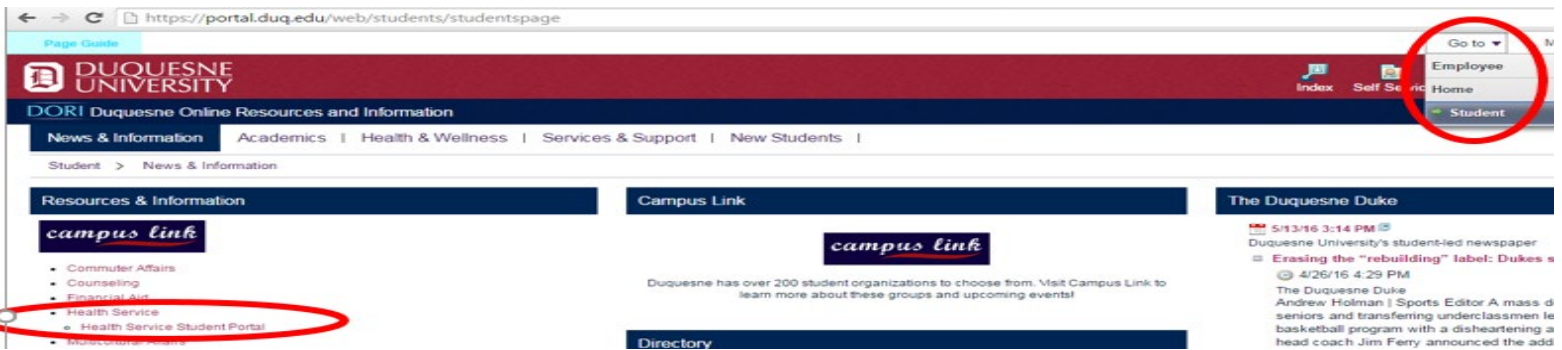 https://portal.duq.edu/web/students/studentspage
Page Guide
Go to
M
DUQUESNE
UNIVERSITY
Index
Self Servic
Employee
Home
Student
DORI Duquesne Online Resources and Information
News & Information Academics | Health & Wellness | Services & Support | New Students |
Student > News & Information
Resources & Information
campus link
Commuter Affairs
Counseling
Financial Aid
Health Service
Health Service Student Portal
Multicultural Affairs
Campus Link
campus link
Duquesne has over 200 student organizations to choose from. Visit Campus Link to
learn more about these groups and upcoming events!
Directory
The Duquesne Duke
5/13/16 3:14 PM
Duquesne University's student-led newspaper
Erasing the "rebuilding" label: Dukes s
4/26/16 4:29 PM
The Duquesne Duke
Andrew Holman | Sports Editor A mass d
seniors and transferring underclassmen le
basketball program with a disheartening a
head coach Jim Ferry announced the addi